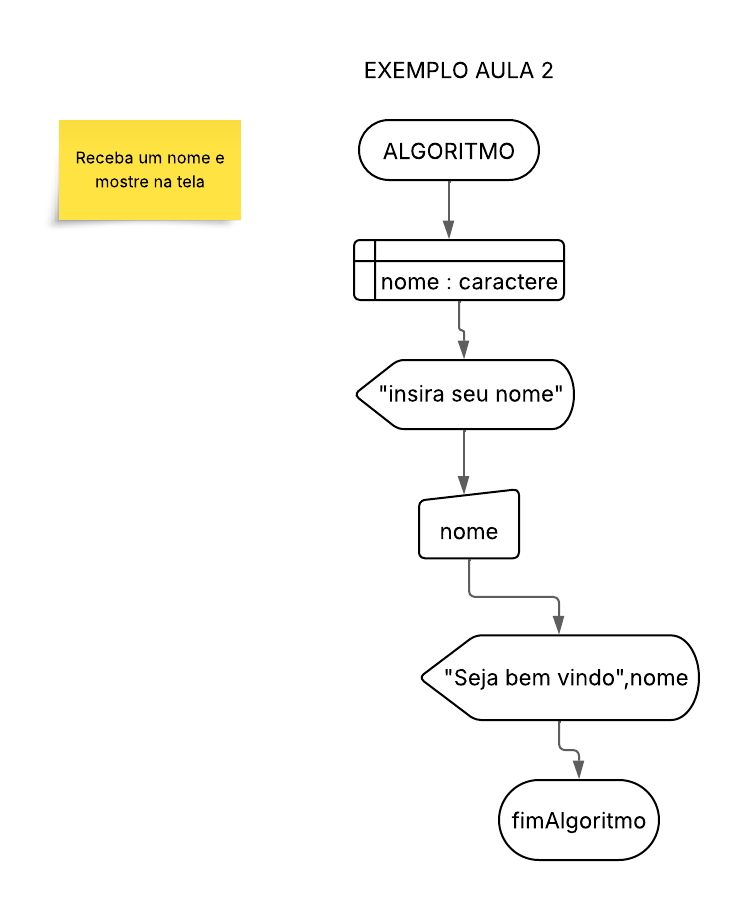 EXEMPLO AULA 2
Receba um nome e
mostre na tela
ALGORITMO
nome : caractere
"insira seu nome"
nome
"Seja bem vindo",nome
fimAlgoritmo